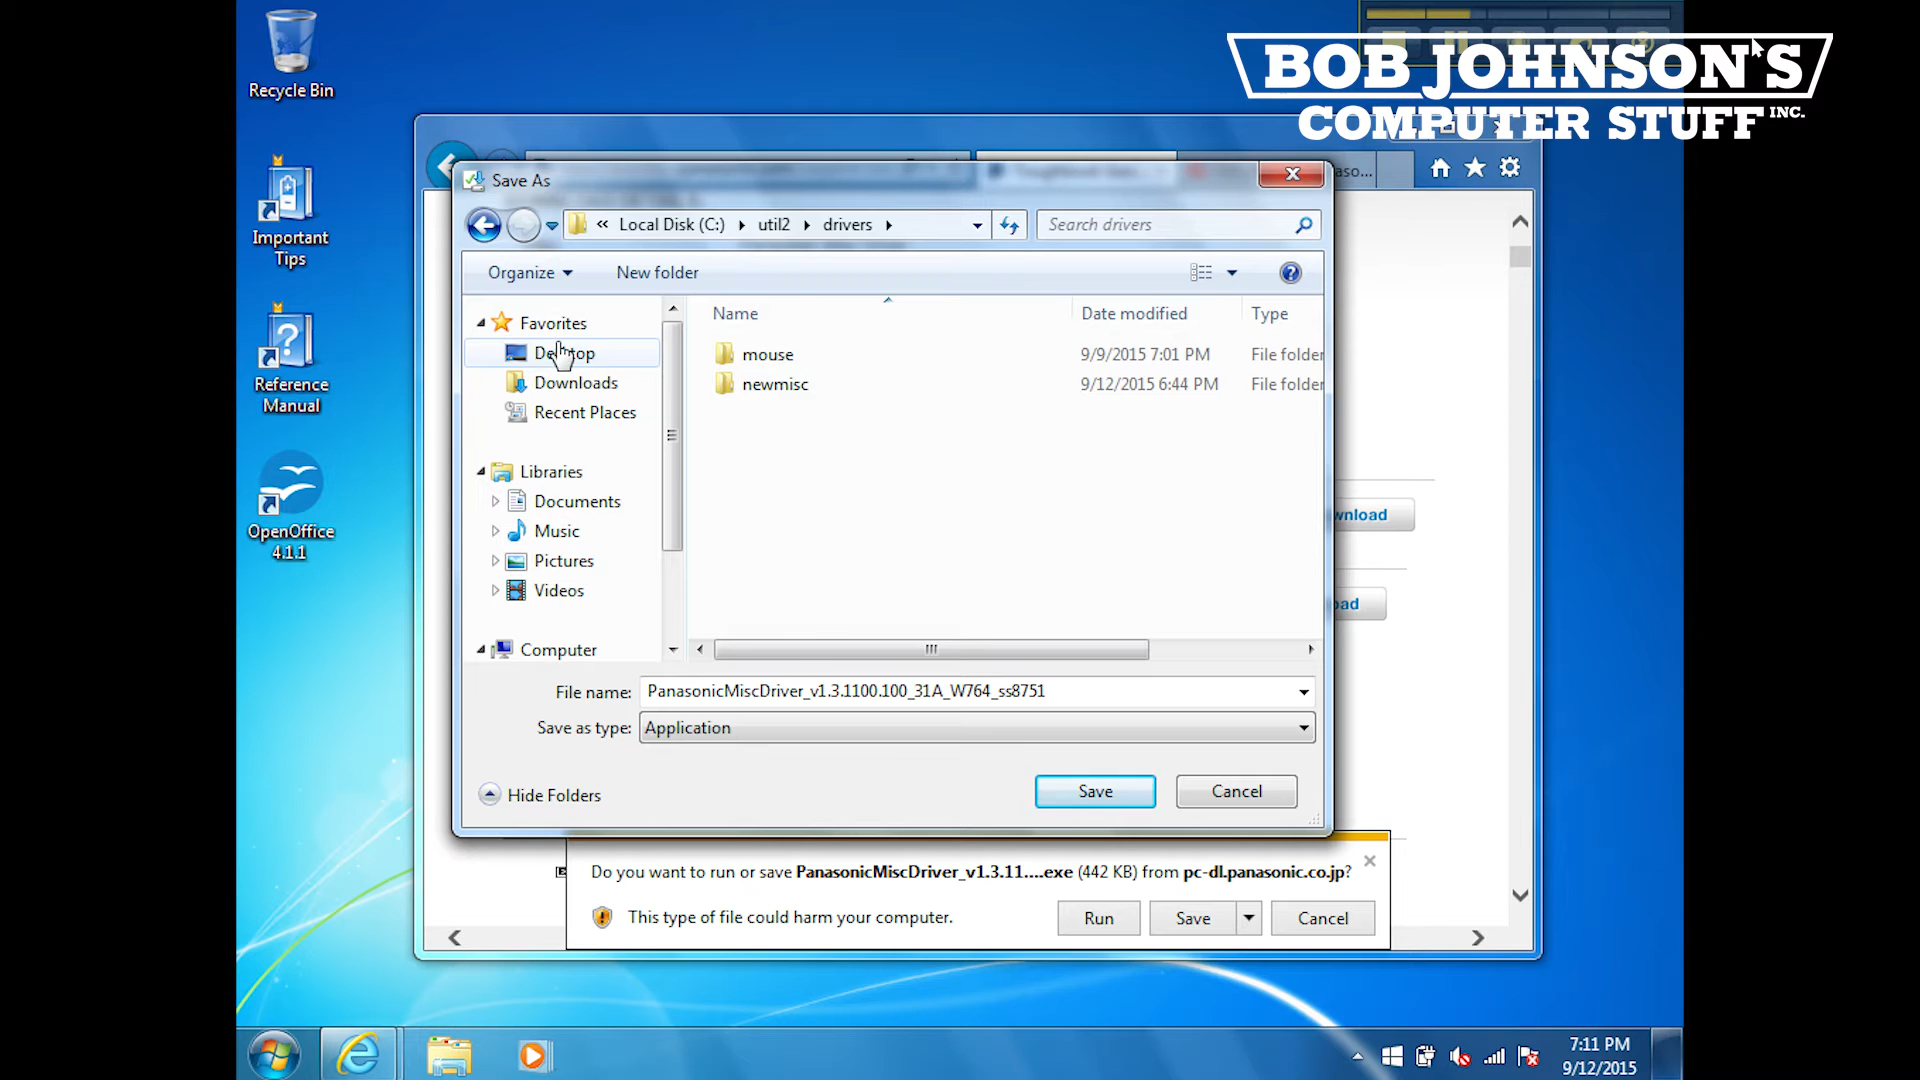 Recycle Bin
Important
Tips
Reference
Manual
OpenOffice
4.1.1
BOB JOHNSON'S
COMPUTER STUFF INC.
Save As
« Local Disk (C:) util2 drivers
Search drivers
Organize New folder
Name Date modified Type
mouse 9/9/2015 7:01 PM File folder
newmisc 9/12/2015 6:44 PM File folder
Favorites
Desktop
Downloads
Recent Places
Libraries
Documents
Music
Pictures
Videos
Computer
File name: PanasonicMiscDriver_v1.3.1100.100_31A_W764_ss8751
Save as type: Application
Hide Folders
Save Cancel
wnload
oad
Do you want to run or save PanasonicMiscDriver_v1.3.11....exe (442 KB) from pc-dl.panasonic.co.jp?
This type of file could harm your computer.
Run Save Cancel
7:11 PM
9/12/2015